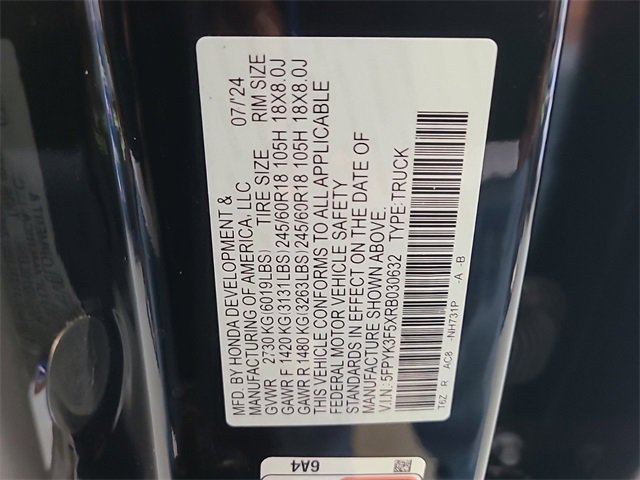 MFD. BY HONDA DEVELOPMENT & 07/'24
MANUFACTURING OF AMERICA, LLC
GVWR 2730 KG(6019LBS) TIRE SIZE RIM SIZE
GAWR F 1420 KG(3131LBS)245/60R18 105H 18X8.0J
GAWR R 1480 KG(3263LBS)245/60R18 105H 18X8.0J
THIS VEHICLE CONFORMS TO ALL APPLICABLE
FEDERAL MOTOR VEHICLE SAFETY
STANDARDS IN EFFECT ON THE DATE OF
MANUFACTURE SHOWN ABOVE.
V.I.N.:5FPYK3F5XRB030632 TYPE:TRUCK
T6Z R AC8 -NH731P -A -B
6A4